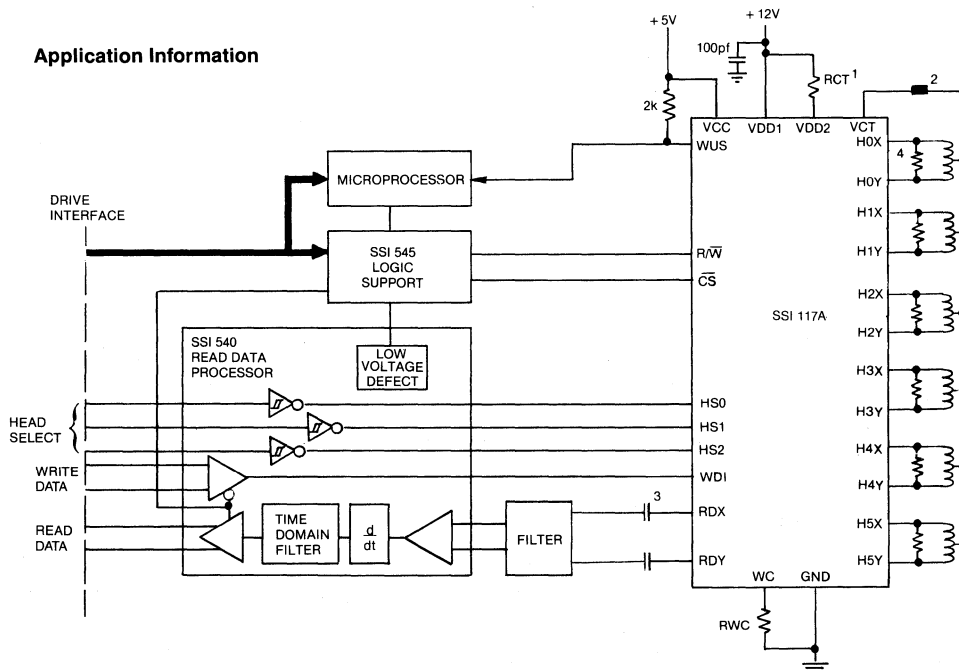 Application Information
+5V
+12V
100pf
RCT 1
2
2k
VCC
VDD1
VDD2
VCT
WUS
H0X
4
H0Y
MICROPROCESSOR
DRIVE
INTERFACE
H1X
H1Y
SSI 545
LOGIC
SUPPORT
R/W̅
C̅S̅
H2X
SSI 117A
H2Y
SSI 540
READ DATA
PROCESSOR
LOW
VOLTAGE
DEFECT
H3X
H3Y
HEAD
SELECT
HS0
HS1
HS2
H4X
H4Y
WRITE
DATA
WDI
READ
DATA
TIME
DOMAIN
FILTER
d
dt
FILTER
3
RDX
RDY
H5X
H5Y
WC
GND
RWC